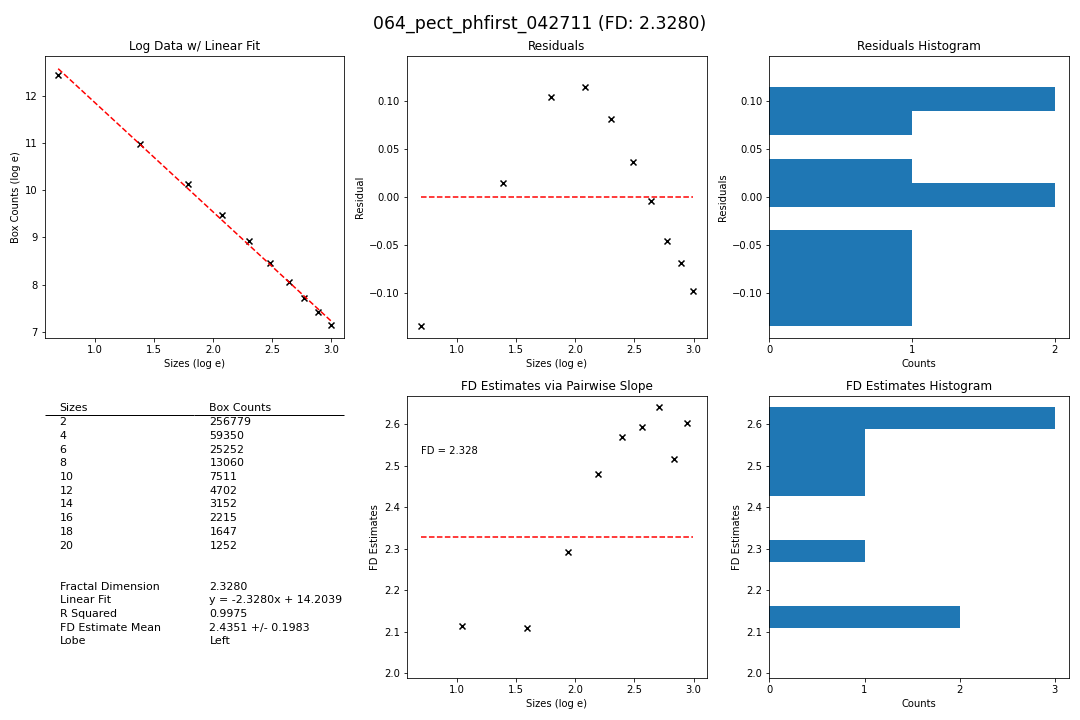 064_pect_phfirst_042711 (FD: 2.3280)
Log Data w/ Linear Fit
Box Counts (log e)
12
11
10
9
8
7
1.0 1.5 2.0 2.5 3.0
Sizes (log e)
Residuals
Residual
0.10
0.05
0.00
−0.05
−0.10
1.0 1.5 2.0 2.5 3.0
Sizes (log e)
Residuals Histogram
Residuals
0.10
0.05
0.00
−0.05
−0.10
0 1 2
Counts
Sizes Box Counts
2 256779
4 59350
6 25252
8 13060
10 7511
12 4702
14 3152
16 2215
18 1647
20 1252
Fractal Dimension 2.3280
Linear Fit y = -2.3280x + 14.2039
R Squared 0.9975
FD Estimate Mean 2.4351 +/- 0.1983
Lobe Left
FD Estimates via Pairwise Slope
FD Estimates
2.6
2.5
2.4
2.3
2.2
2.1
2.0
FD = 2.328
1.0 1.5 2.0 2.5 3.0
Sizes (log e)
FD Estimates Histogram
FD Estimates
2.6
2.5
2.4
2.3
2.2
2.1
2.0
0 1 2 3
Counts